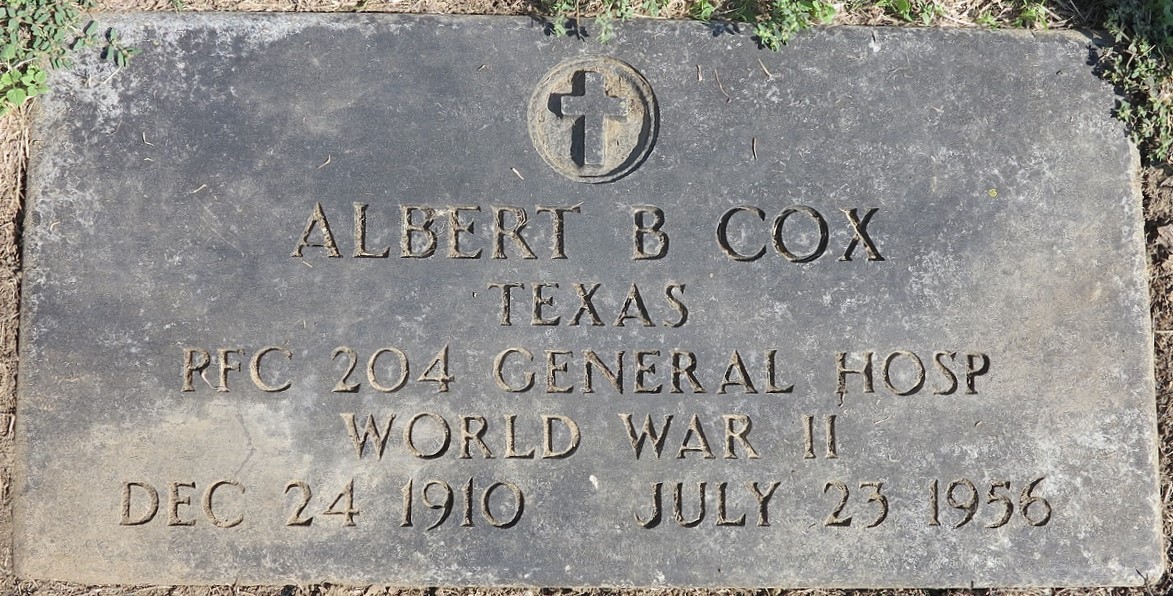 ALBERT B COX
TEXAS
PFC 204 GENERAL HOSP
WORLD WAR II
DEC 24 1910 JULY 23 1956